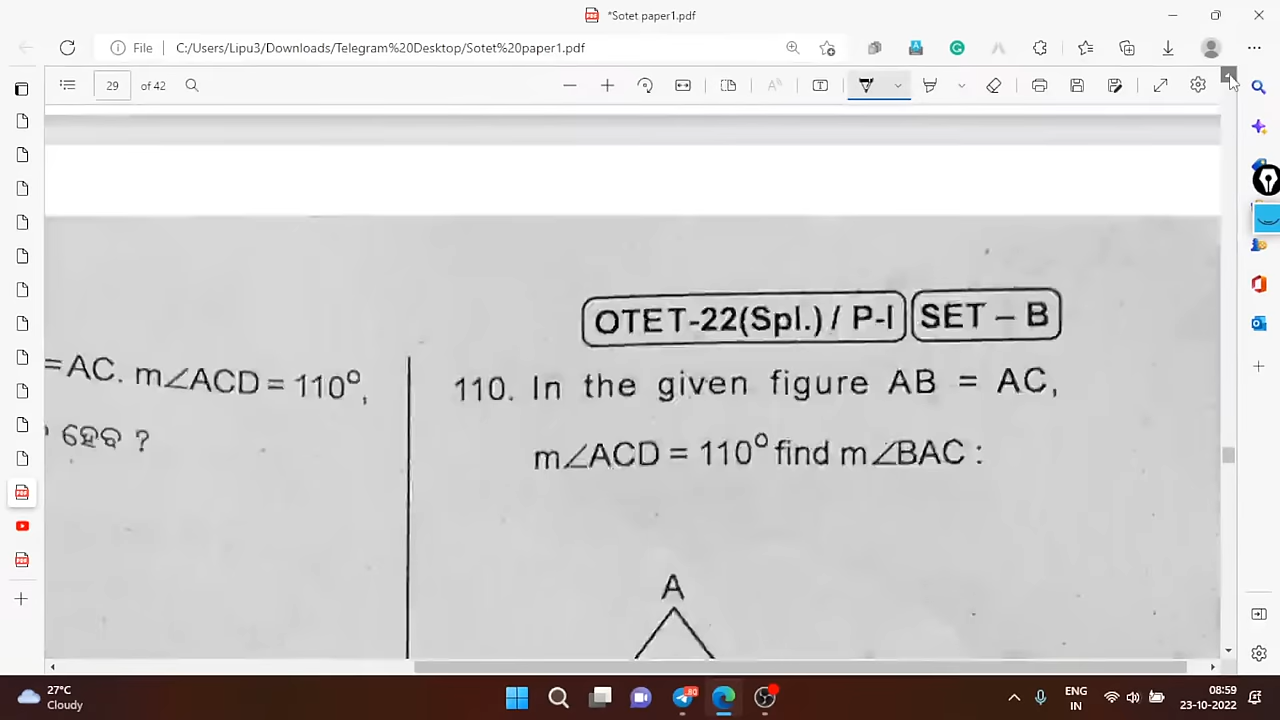 *Sotet paper1.pdf
File
C:/Users/Lipu3/Downloads/Telegram%20Desktop/Sotet%20paper1.pdf
29 of 42
OTET-22(Spl.) / P-I SET – B
=AC. m∠ACD = 110°,
ହେବ ?
110. In the given figure AB = AC,
m∠ACD = 110° find m∠BAC :
A
27°C
Cloudy
80
ENG
IN
08:59
23-10-2022